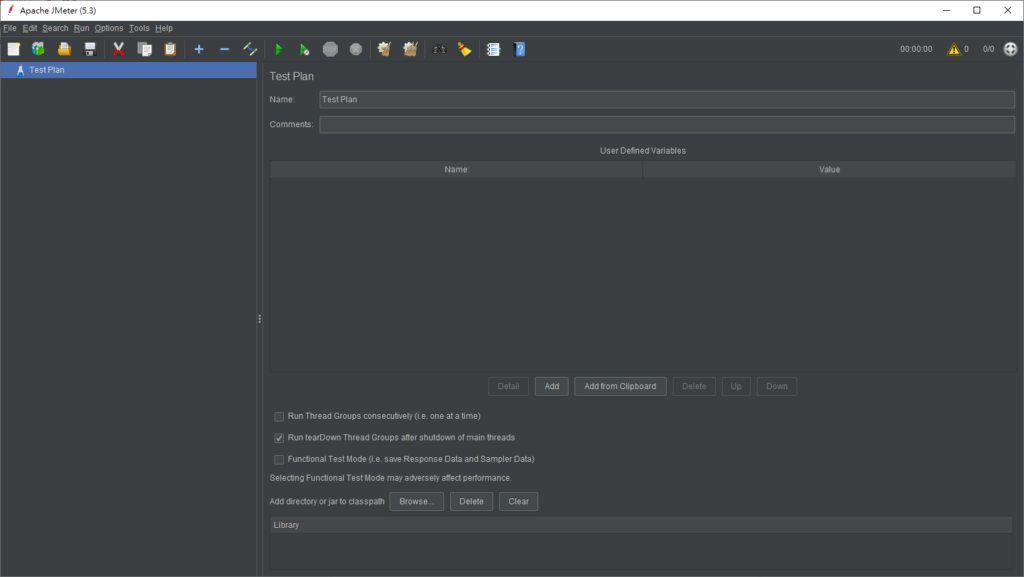 Apache JMeter (5.3)
File Edit Search Run Options Tools Help
00:00:00 0 0/0
Test Plan
Test Plan
Name: Test Plan
Comments:
User Defined Variables
Name: Value
Detail Add Add from Clipboard Delete Up Down
Run Thread Groups consecutively (i.e. one at a time)
Run tearDown Thread Groups after shutdown of main threads
Functional Test Mode (i.e. save Response Data and Sampler Data)
Selecting Functional Test Mode may adversely affect performance.
Add directory or jar to classpath Browse... Delete Clear
Library